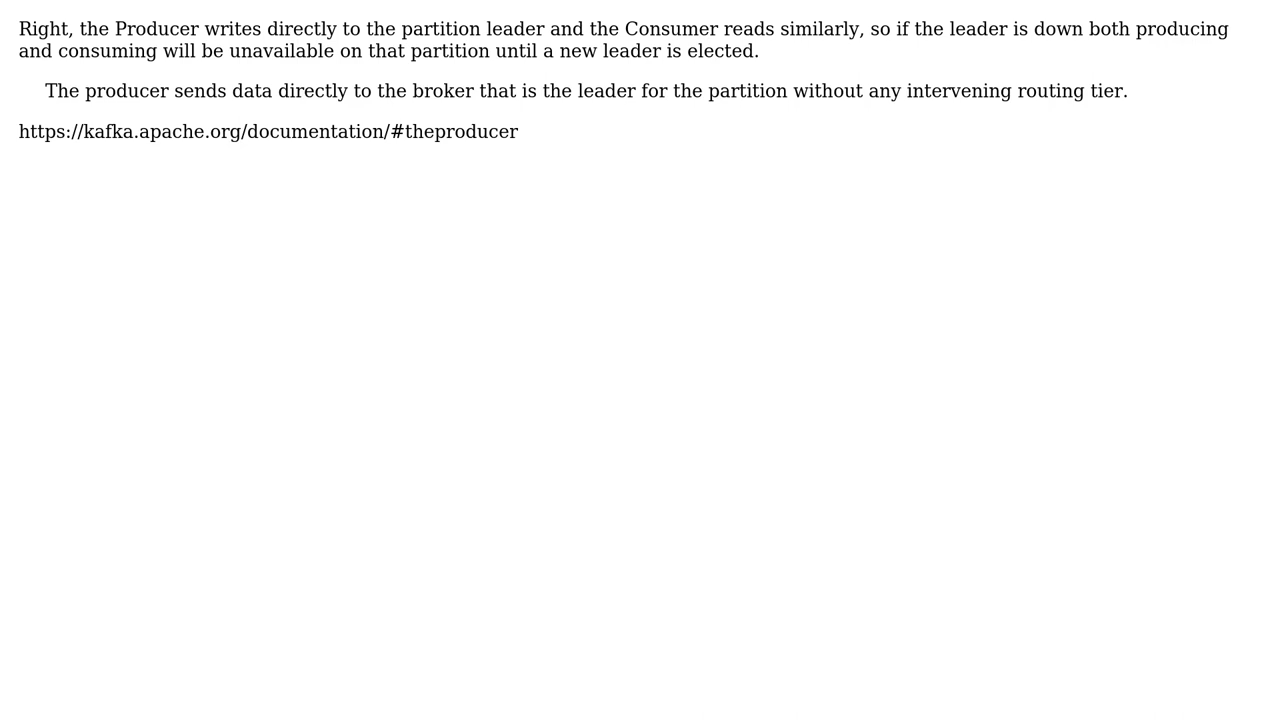 Right, the Producer writes directly to the partition leader and the Consumer reads similarly, so if the leader is down both producing
and consuming will be unavailable on that partition until a new leader is elected.
The producer sends data directly to the broker that is the leader for the partition without any intervening routing tier.
https://kafka.apache.org/documentation/#theproducer